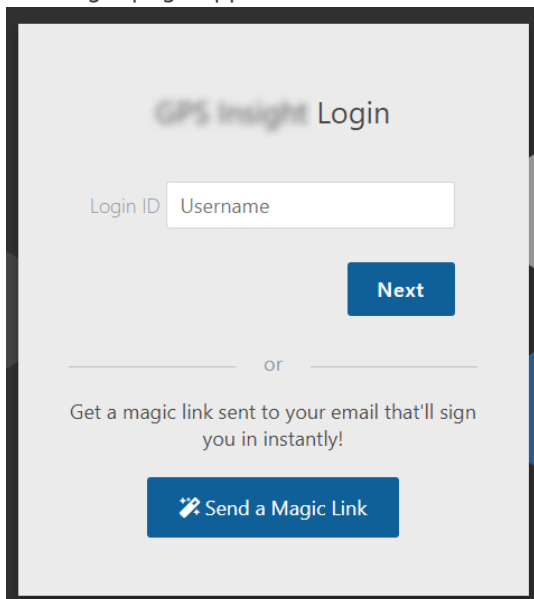 Login
Login ID Username
Next
or
Get a magic link sent to your email that'll sign
you in instantly!
Send a Magic Link